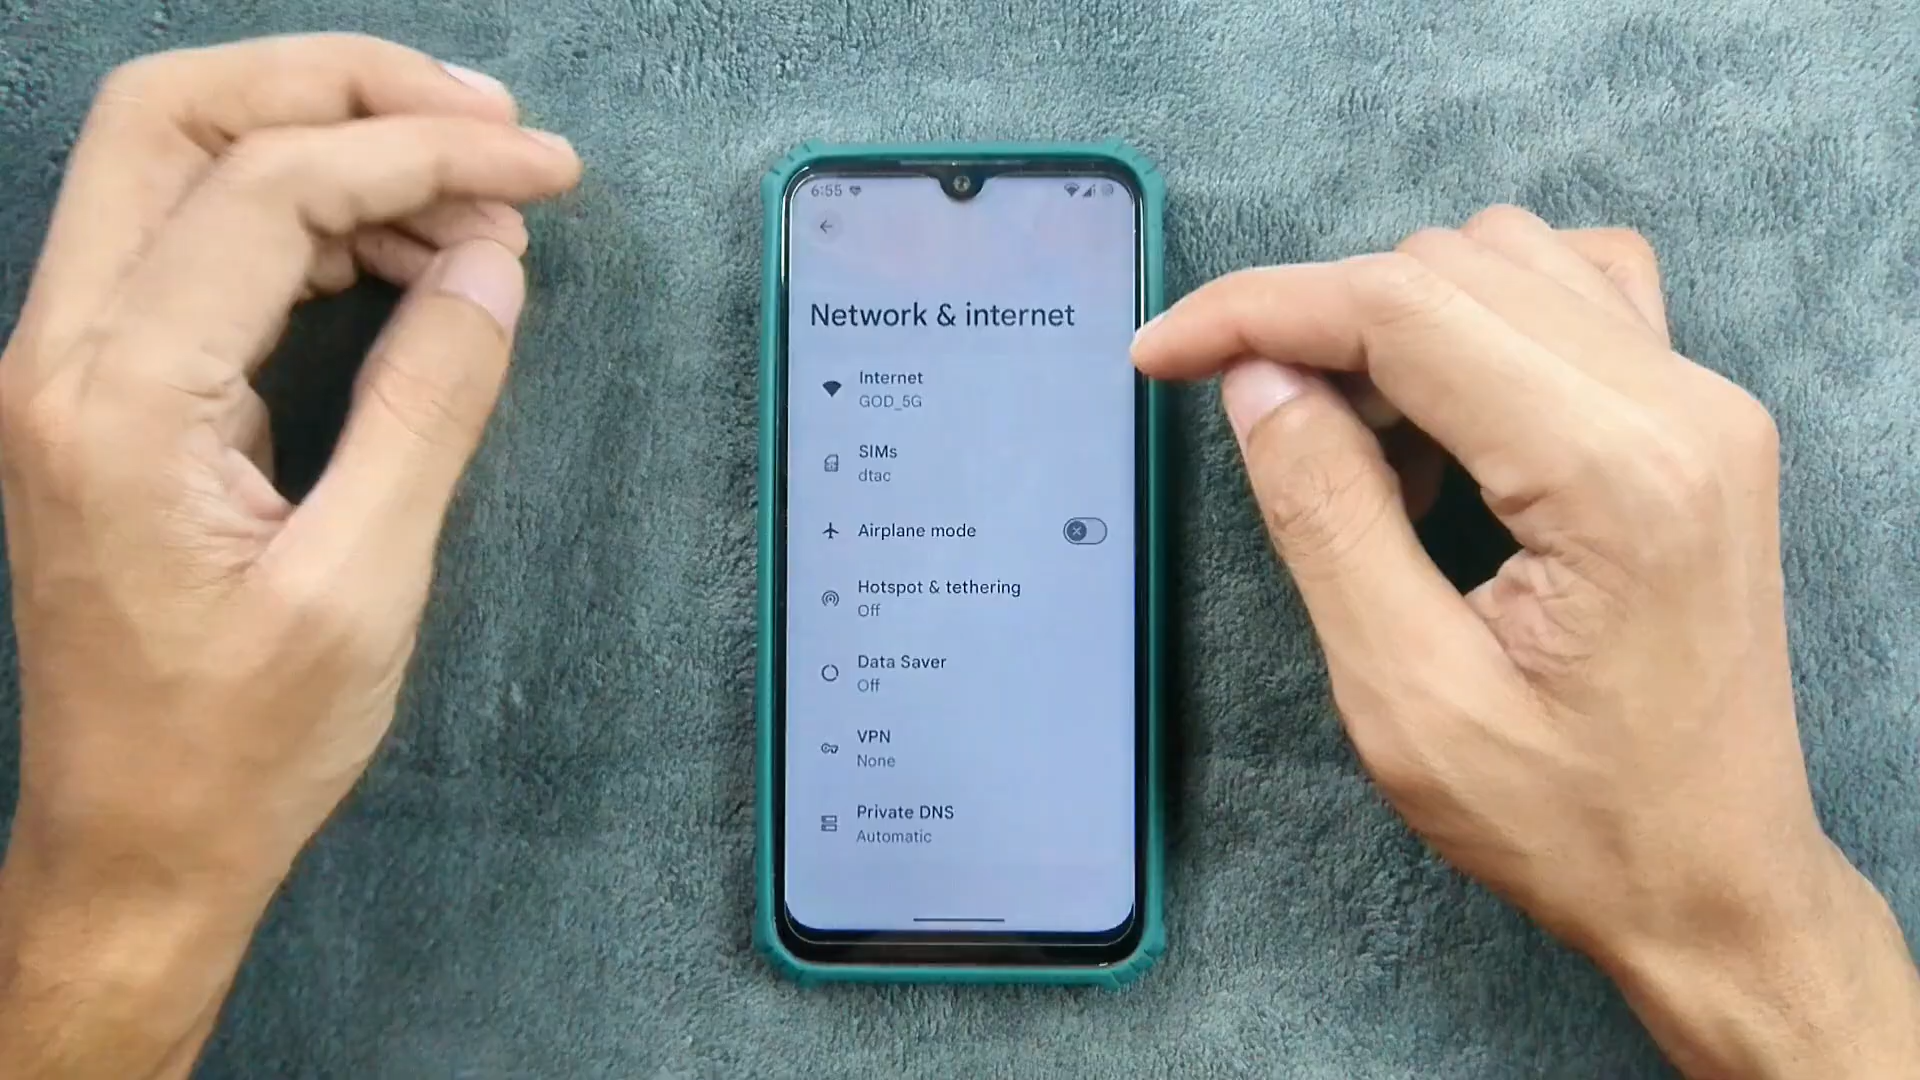 6:55
Network & internet
Internet
GOD_5G
SIMs
dtac
Airplane mode
Hotspot & tethering
Off
Data Saver
Off
VPN
None
Private DNS
Automatic